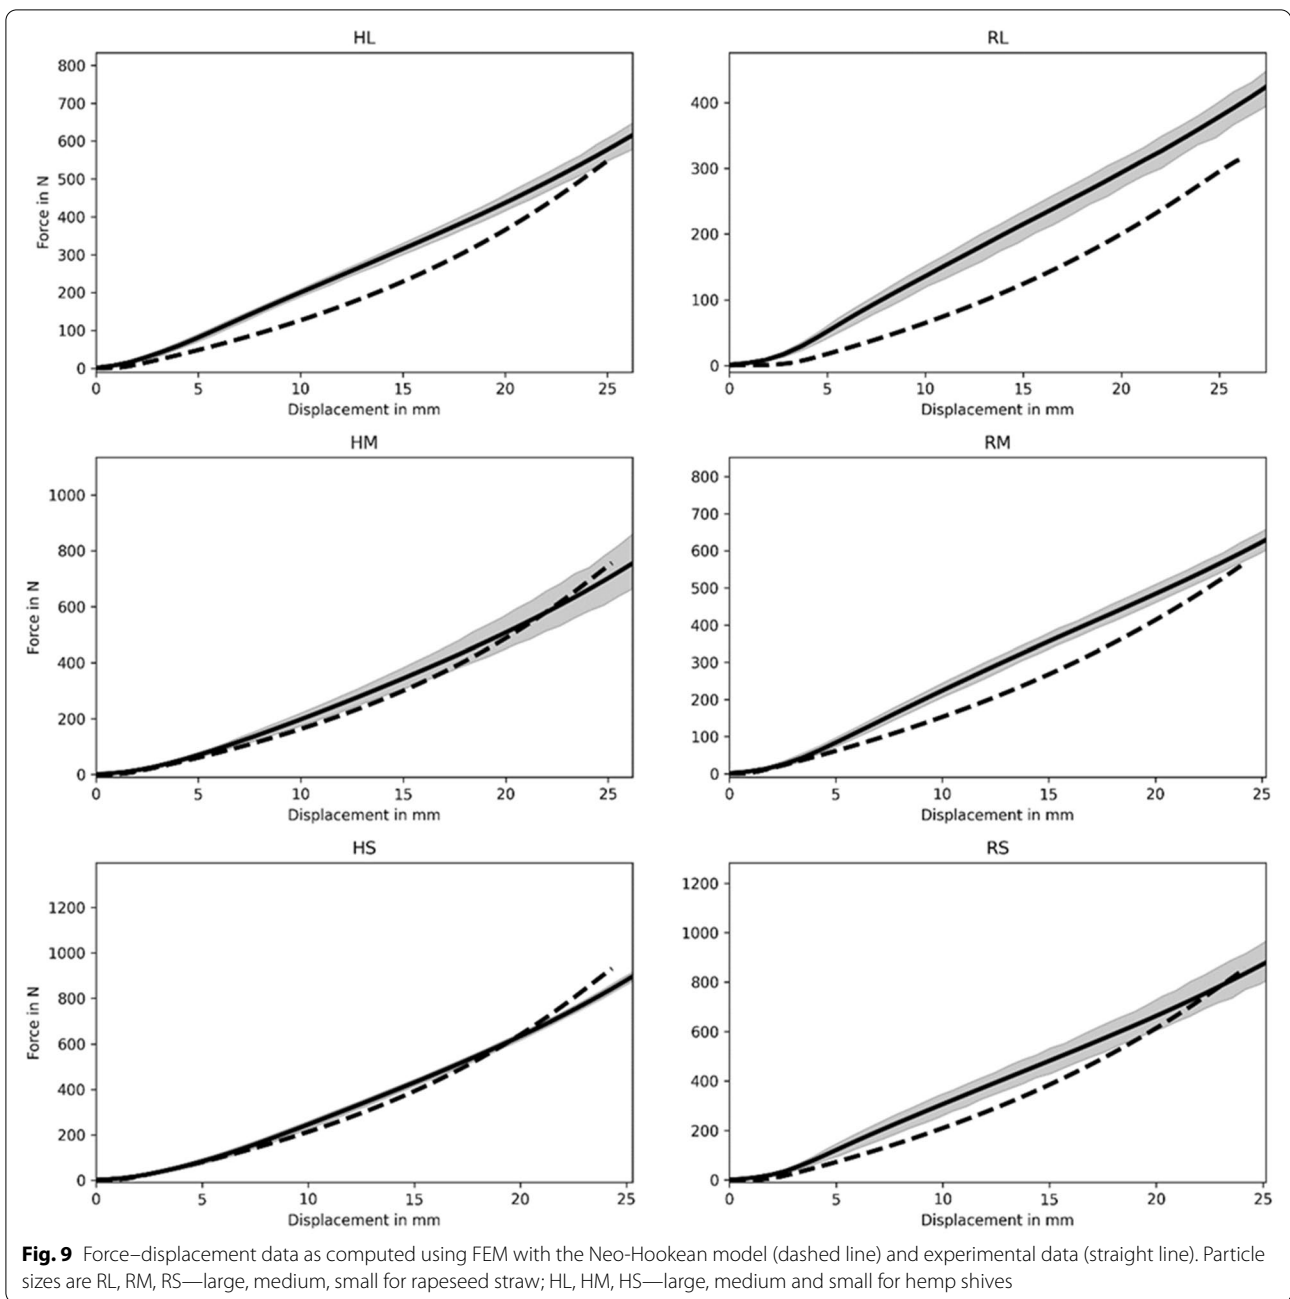 HL
800
700
600
500
400
300
200
100
0
Force in N
0 5 10 15 20 25
Displacement in mm
RL
400
300
200
100
0
0 5 10 15 20 25
Displacement in mm
HM
1000
800
600
400
200
0
Force in N
0 5 10 15 20 25
Displacement in mm
RM
800
700
600
500
400
300
200
100
0
0 5 10 15 20 25
Displacement in mm
HS
1200
1000
800
600
400
200
0
Force in N
0 5 10 15 20 25
Displacement in mm
RS
1200
1000
800
600
400
200
0
0 5 10 15 20 25
Displacement in mm
Fig. 9 Force–displacement data as computed using FEM with the Neo-Hookean model (dashed line) and experimental data (straight line). Particle
sizes are RL, RM, RS—large, medium, small for rapeseed straw; HL, HM, HS—large, medium and small for hemp shives